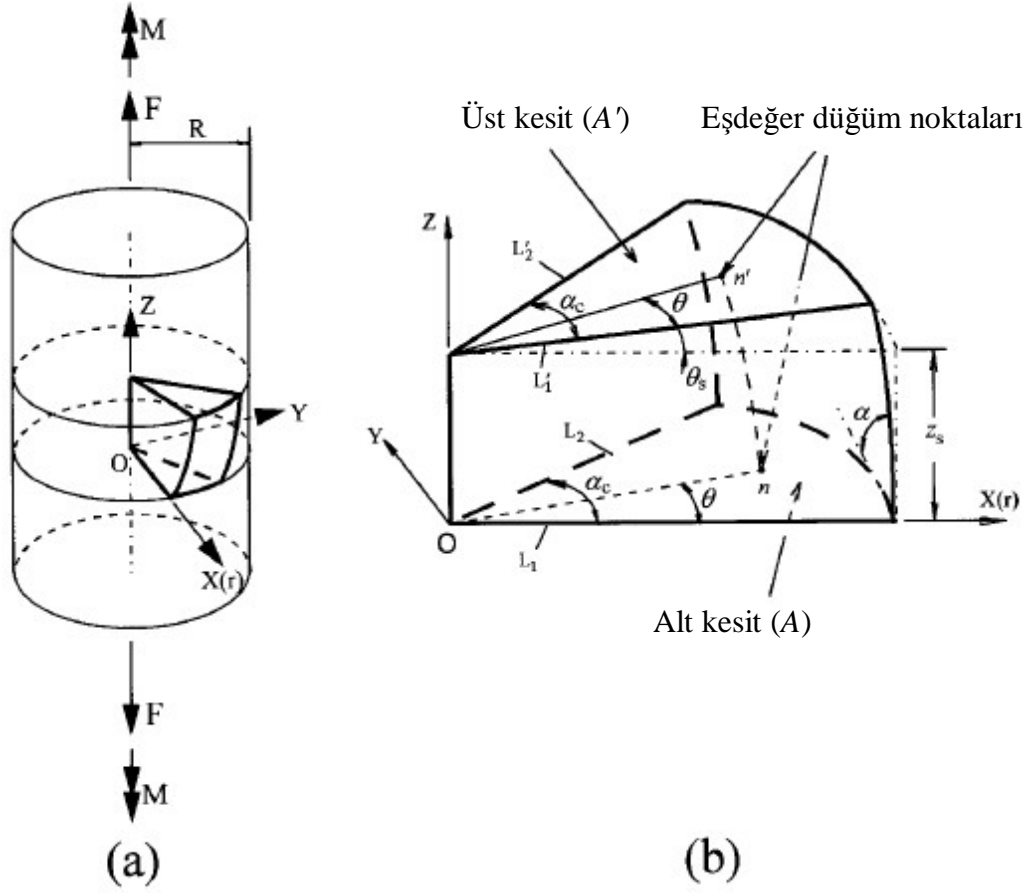 M
F
R
Z
Y
O
X(r)
F
M
(a)
Üst kesit (A')
Eşdeğer düğüm noktaları
Z
L'₂
n'
α_c
θ
L'₁
θ_s
Y
L₂
α
z_s
α_c
θ
n
X(r)
O
L₁
Alt kesit (A)
(b)